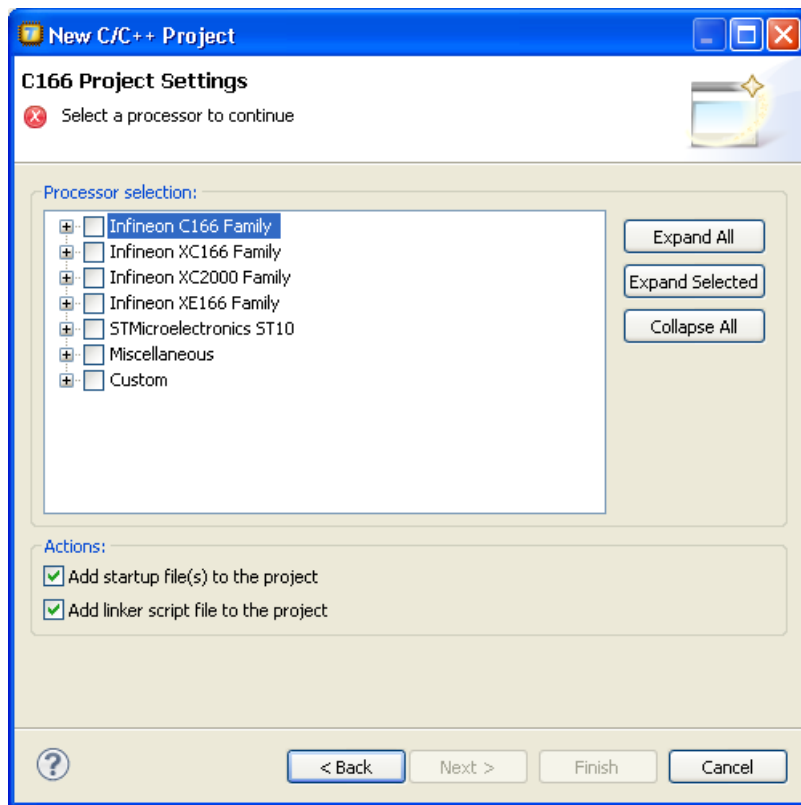 New C/C++ Project
C166 Project Settings
Select a processor to continue
Processor selection:
Infineon C166 Family
Infineon XC166 Family
Infineon XC2000 Family
Infineon XE166 Family
STMicroelectronics ST10
Miscellaneous
Custom
Expand All
Expand Selected
Collapse All
Actions:
Add startup file(s) to the project
Add linker script file to the project
? < Back Next > Finish Cancel